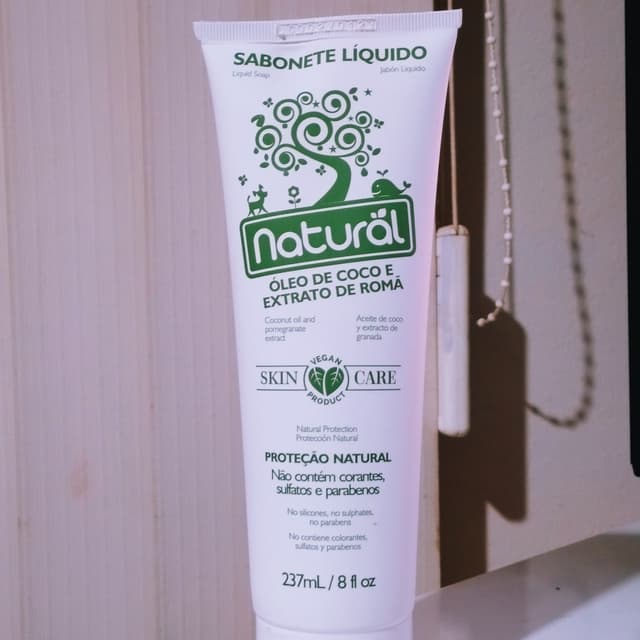 SABONETE LÍQUIDO
Liquid Soap Jabón Líquido
naturäl
ÓLEO DE COCO E
EXTRATO DE ROMÃ
Coconut oil and
pomegranate
extract
Aceite de coco
y extracto de
granada
VEGAN
SKIN CARE
PRODUCT
Natural Protection
Protección Natural
PROTEÇÃO NATURAL
Não contém corantes,
sulfatos e parabenos
No silicones, no sulphates,
no parabens
No contiene colorantes,
sulfatos y parabenos
237mL / 8 fl oz